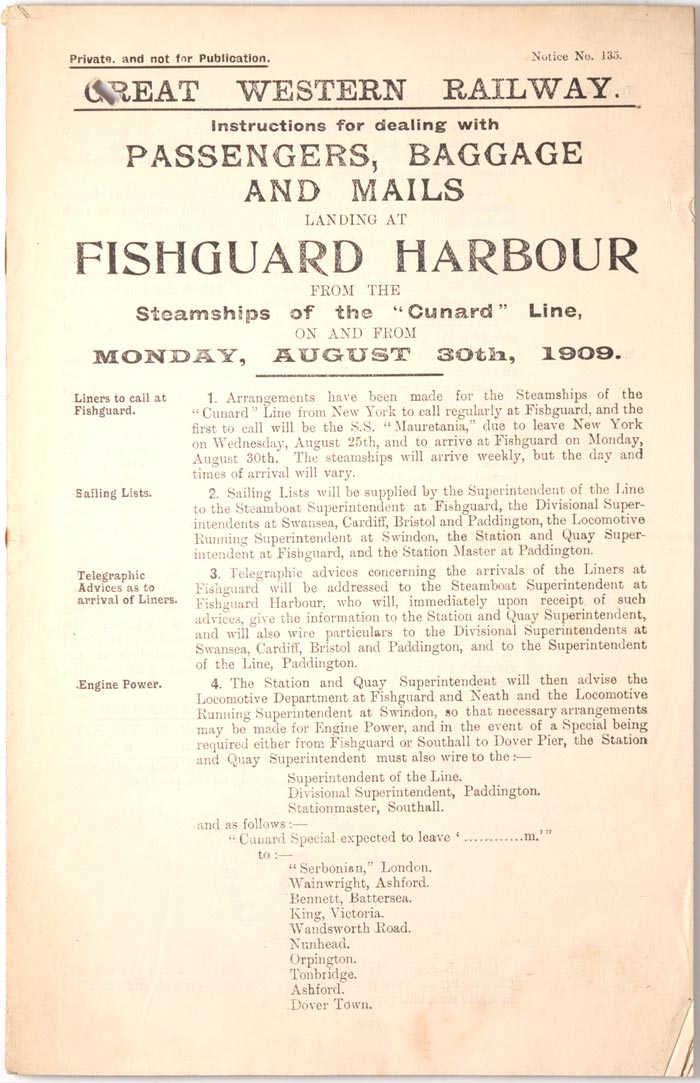 Private, and not for Publication.
Notice No. 135.
GREAT WESTERN RAILWAY.
Instructions for dealing with
PASSENGERS, BAGGAGE
AND MAILS
LANDING AT
FISHGUARD HARBOUR
FROM THE
Steamships of the "Cunard" Line,
ON AND FROM
MONDAY, AUGUST 30th, 1909.
Liners to call at
Fishguard.
1. Arrangements have been made for the Steamships of the
"Cunard" Line from New York to call regularly at Fishguard, and the
first to call will be the S.S. "Mauretania," due to leave New York
on Wednesday, August 25th, and to arrive at Fishguard on Monday,
August 30th. The steamships will arrive weekly, but the day and
times of arrival will vary.
Sailing Lists.
2. Sailing Lists will be supplied by the Superintendent of the Line
to the Steamboat Superintendent at Fishguard, the Divisional Super-
intendents at Swansea, Cardiff, Bristol and Paddington, the Locomotive
Running Superintendent at Swindon, the Station and Quay Super-
intendent at Fishguard, and the Station Master at Paddington.
Telegraphic
Advices as to
arrival of Liners.
3. Telegraphic advices concerning the arrivals of the Liners at
Fishguard will be addressed to the Steamboat Superintendent at
Fishguard Harbour, who will, immediately upon receipt of such
advices, give the information to the Station and Quay Superintendent,
and will also wire particulars to the Divisional Superintendents at
Swansea, Cardiff, Bristol and Paddington, and to the Superintendent
of the Line, Paddington.
Engine Power.
4. The Station and Quay Superintendent will then advise the
Locomotive Department at Fishguard and Neath and the Locomotive
Running Superintendent at Swindon, so that necessary arrangements
may be made for Engine Power, and in the event of a Special being
required either from Fishguard or Southall to Dover Pier, the Station
and Quay Superintendent must also wire to the :—
Superintendent of the Line.
Divisional Superintendent, Paddington.
Stationmaster, Southall.
and as follows :—
"Cunard Special expected to leave '............m.'"
to :—
"Serbonian," London.
Wainwright, Ashford.
Bennett, Battersea.
King, Victoria.
Wandsworth Road.
Nunhead.
Orpington.
Tonbridge.
Ashford.
Dover Town.